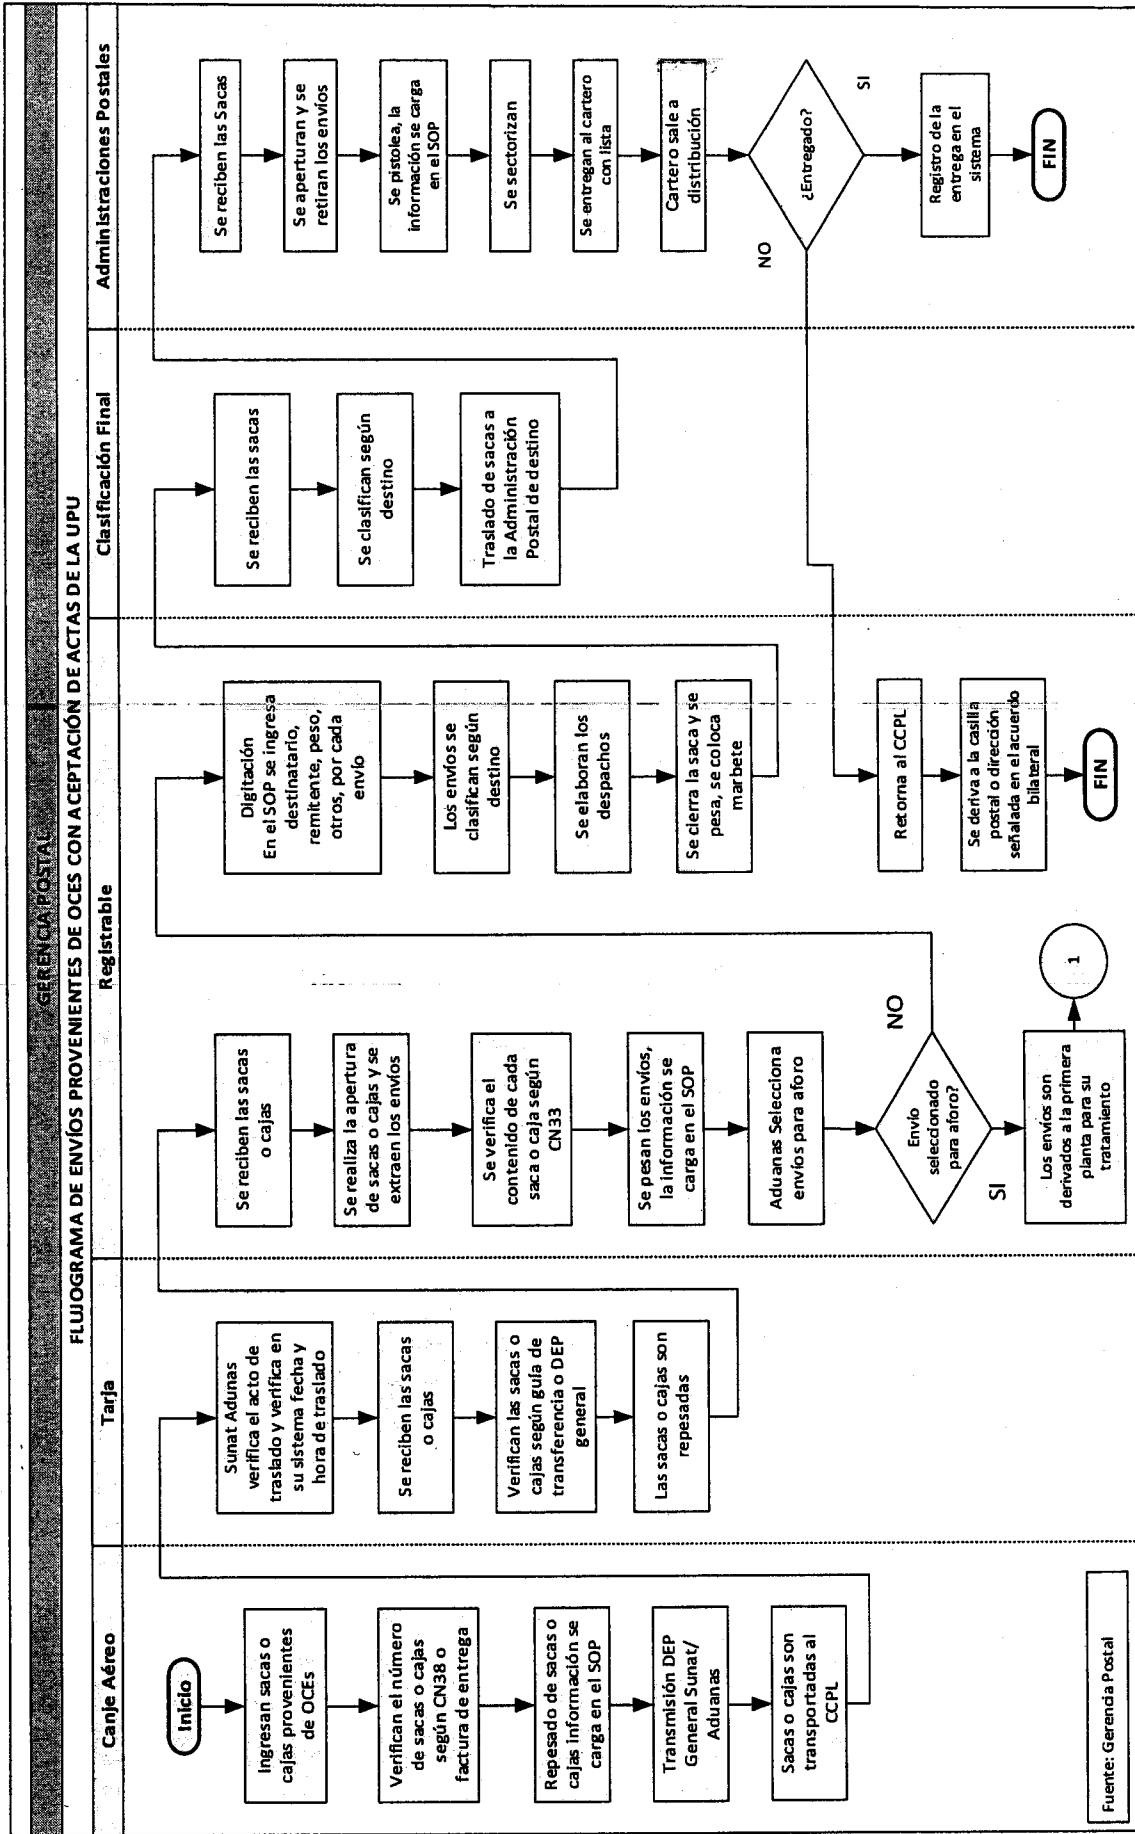 GERENCIA POSTAL
FLUJOGRAMA DE ENVÍOS PROVENIENTES DE OCES CON ACEPTACIÓN DE ACTAS DE LA UPU
Canje Aéreo
Tarja
Registrable
Clasificación Final
Administraciones Postales
Inicio
Ingresan sacas o
cajas provenientes
de OCEs
Verifican el número
de sacas o cajas
según CN38 o
factura de entrega
Repesado de sacas o
cajas información se
carga en el SOP
Transmisión DEP
General Sunat/
Aduanas
Sacas o cajas son
transportadas al
CCPL
Sunat Adunas
verifica el acto de
traslado y verifica en
su sistema fecha y
hora de traslado
Se reciben las sacas
o cajas
Verifican las sacas o
cajas según guía de
transferencia o DEP
general
Las sacas o cajas son
repesadas
Se reciben las sacas
o cajas
Se realiza la apertura
de sacas o cajas y se
extraen los envíos
Se verifica el
contenido de cada
saca o caja según
CN33
Se pesan los envíos,
la información se
carga en el SOP
Aduanas Selecciona
envíos para aforo
Envío
seleccionado
para aforo?
NO
SI
Los envíos son
derivados a la primera
planta para su
tratamiento
1
Digitación
En el SOP se ingresa
destinatario,
remitente, peso,
otros, por cada
envío
Los envíos se
clasifican según
destino
Se elaboran los
despachos
Se cierra la saca y se
pesa, se coloca
marbete
Retorna al CCPL
Se deriva a la casilla
postal o dirección
señalada en el acuerdo
bilateral
FIN
Se reciben las sacas
Se clasifican según
destino
Traslado de sacas a
la Administración
Postal de destino
Se reciben las Sacas
Se aperturan y se
retiran los envíos
Se pistolea, la
información se carga
en el SOP
Se sectorizan
Se entregan al cartero
con lista
Cartero sale a
distribución
¿Entregado?
NO
SI
Registro de la
entrega en el
sistema
FIN
Fuente: Gerencia Postal